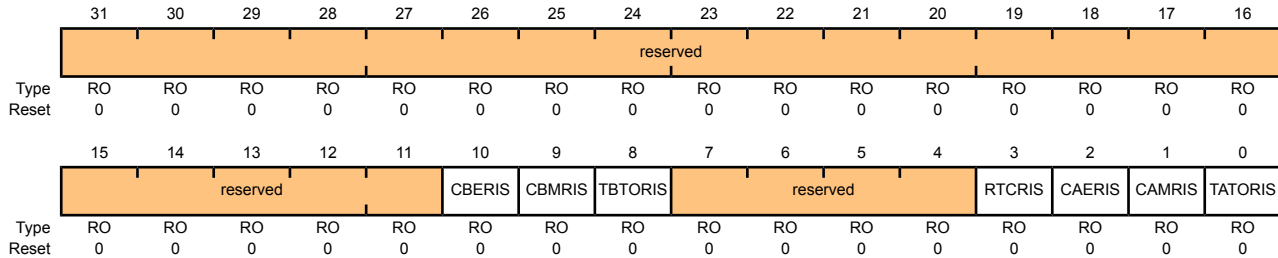 31 30 29 28 27 26 25 24 23 22 21 20 19 18 17 16
reserved
Type RO RO RO RO RO RO RO RO RO RO RO RO RO RO RO RO
Reset 0 0 0 0 0 0 0 0 0 0 0 0 0 0 0 0
15 14 13 12 11 10 9 8 7 6 5 4 3 2 1 0
reserved CBERIS CBMRIS TBTORIS reserved RTCRIS CAERIS CAMRIS TATORIS
Type RO RO RO RO RO RO RO RO RO RO RO RO RO RO RO RO
Reset 0 0 0 0 0 0 0 0 0 0 0 0 0 0 0 0